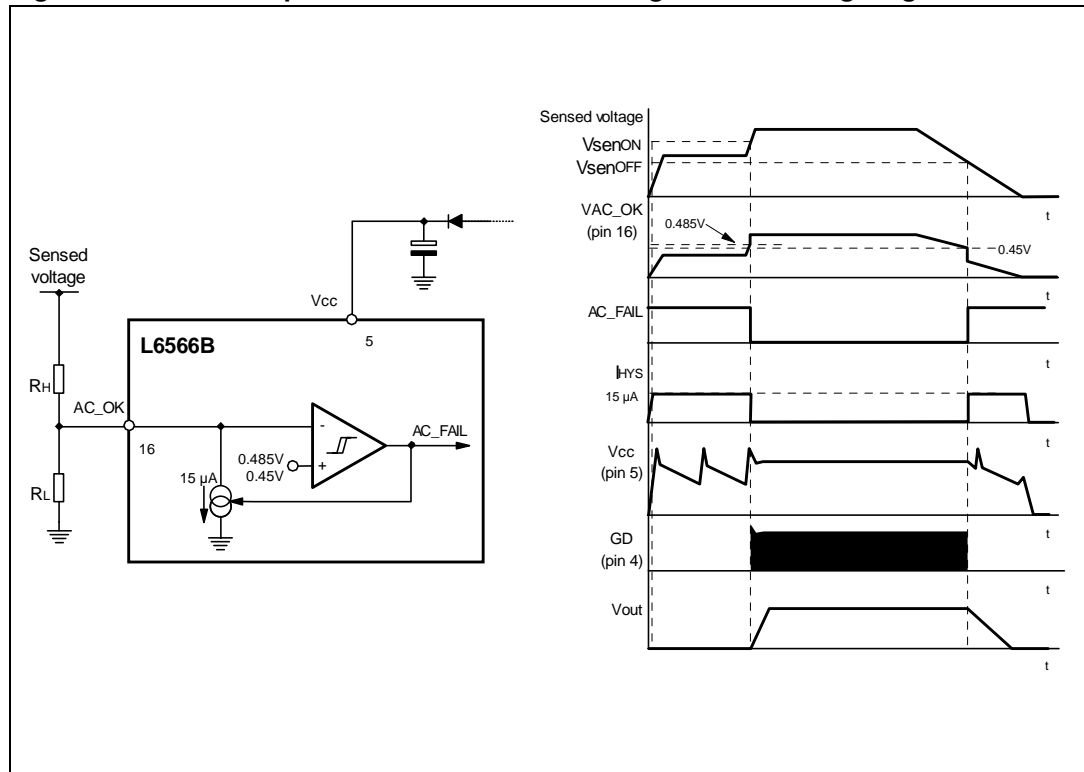 Sensed
voltage
RH
RL
AC_OK
16
L6566B
Vcc
5
15 µA
0.485V
0.45V
-
+
AC_FAIL
Sensed voltage
VsenON
VsenOFF
t
VAC_OK
(pin 16)
0.485V
0.45V
t
AC_FAIL
t
IHYS
15 µA
t
Vcc
(pin 5)
t
GD
(pin 4)
t
Vout
t